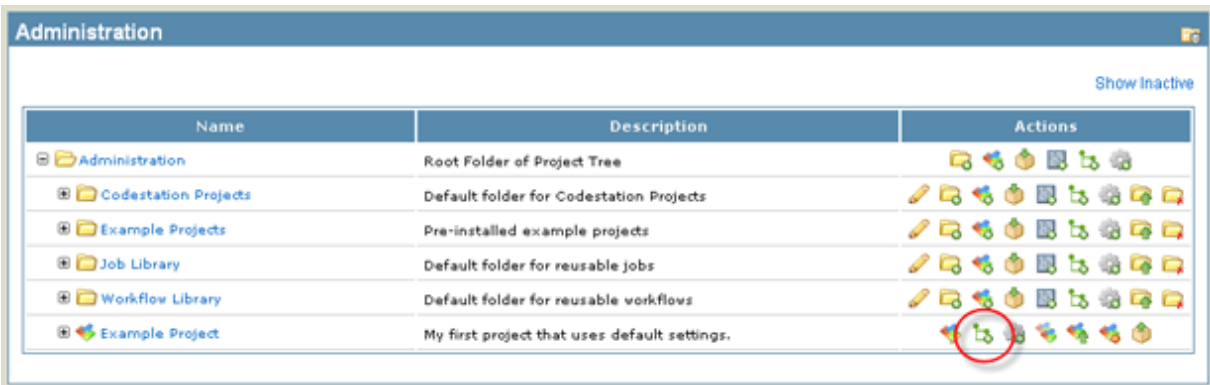 Administration
Show Inactive
Name Description Actions
Administration Root Folder of Project Tree
Codestation Projects Default folder for Codestation Projects
Example Projects Pre-installed example projects
Job Library Default folder for reusable jobs
Workflow Library Default folder for reusable workflows
Example Project My first project that uses default settings.